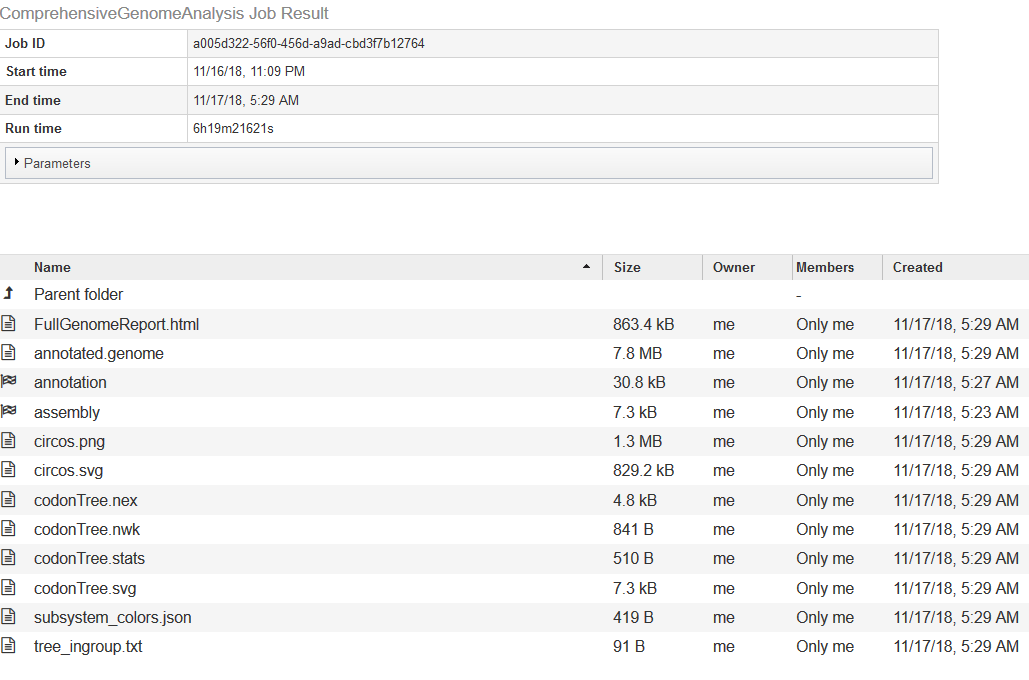 ComprehensiveGenomeAnalysis Job Result
Job ID a005d322-56f0-456d-a9ad-cbd3f7b12764
Start time 11/16/18, 11:09 PM
End time 11/17/18, 5:29 AM
Run time 6h19m21621s
Parameters
Name Size Owner Members Created
Parent folder -
FullGenomeReport.html 863.4 kB me Only me 11/17/18, 5:29 AM
annotated.genome 7.8 MB me Only me 11/17/18, 5:29 AM
annotation 30.8 kB me Only me 11/17/18, 5:27 AM
assembly 7.3 kB me Only me 11/17/18, 5:23 AM
circos.png 1.3 MB me Only me 11/17/18, 5:29 AM
circos.svg 829.2 kB me Only me 11/17/18, 5:29 AM
codonTree.nex 4.8 kB me Only me 11/17/18, 5:29 AM
codonTree.nwk 841 B me Only me 11/17/18, 5:29 AM
codonTree.stats 510 B me Only me 11/17/18, 5:29 AM
codonTree.svg 7.3 kB me Only me 11/17/18, 5:29 AM
subsystem_colors.json 419 B me Only me 11/17/18, 5:29 AM
tree_ingroup.txt 91 B me Only me 11/17/18, 5:29 AM